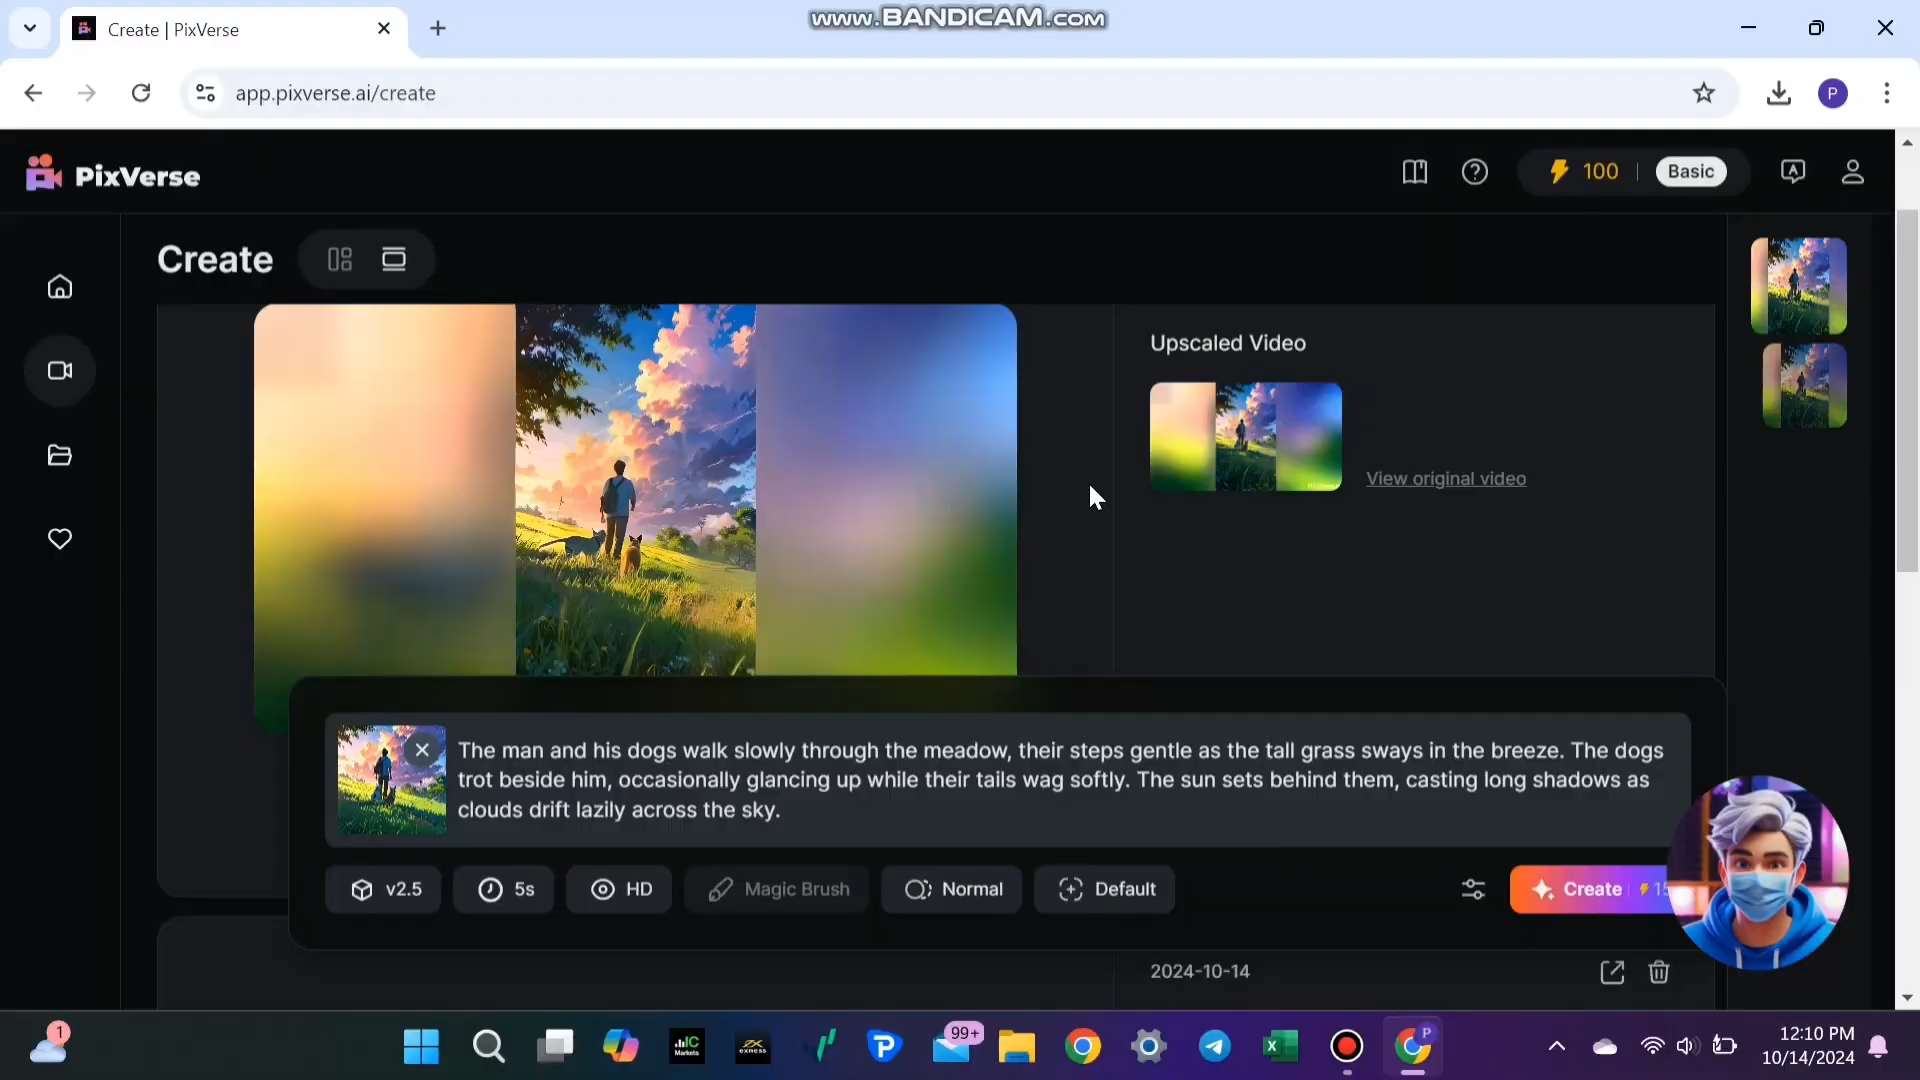 Create | PixVerse
www.BANDICAM.com
app.pixverse.ai/create
P
PixVerse
100
Basic
Create
Upscaled Video
View original video
The man and his dogs walk slowly through the meadow, their steps gentle as the tall grass sways in the breeze. The dogs
trot beside him, occasionally glancing up while their tails wag softly. The sun sets behind them, casting long shadows as
clouds drift lazily across the sky.
v2.5
5s
HD
Magic Brush
Normal
Default
Create
2024-10-14
1
IC
Markets
exness
99+
P
12:10 PM
10/14/2024